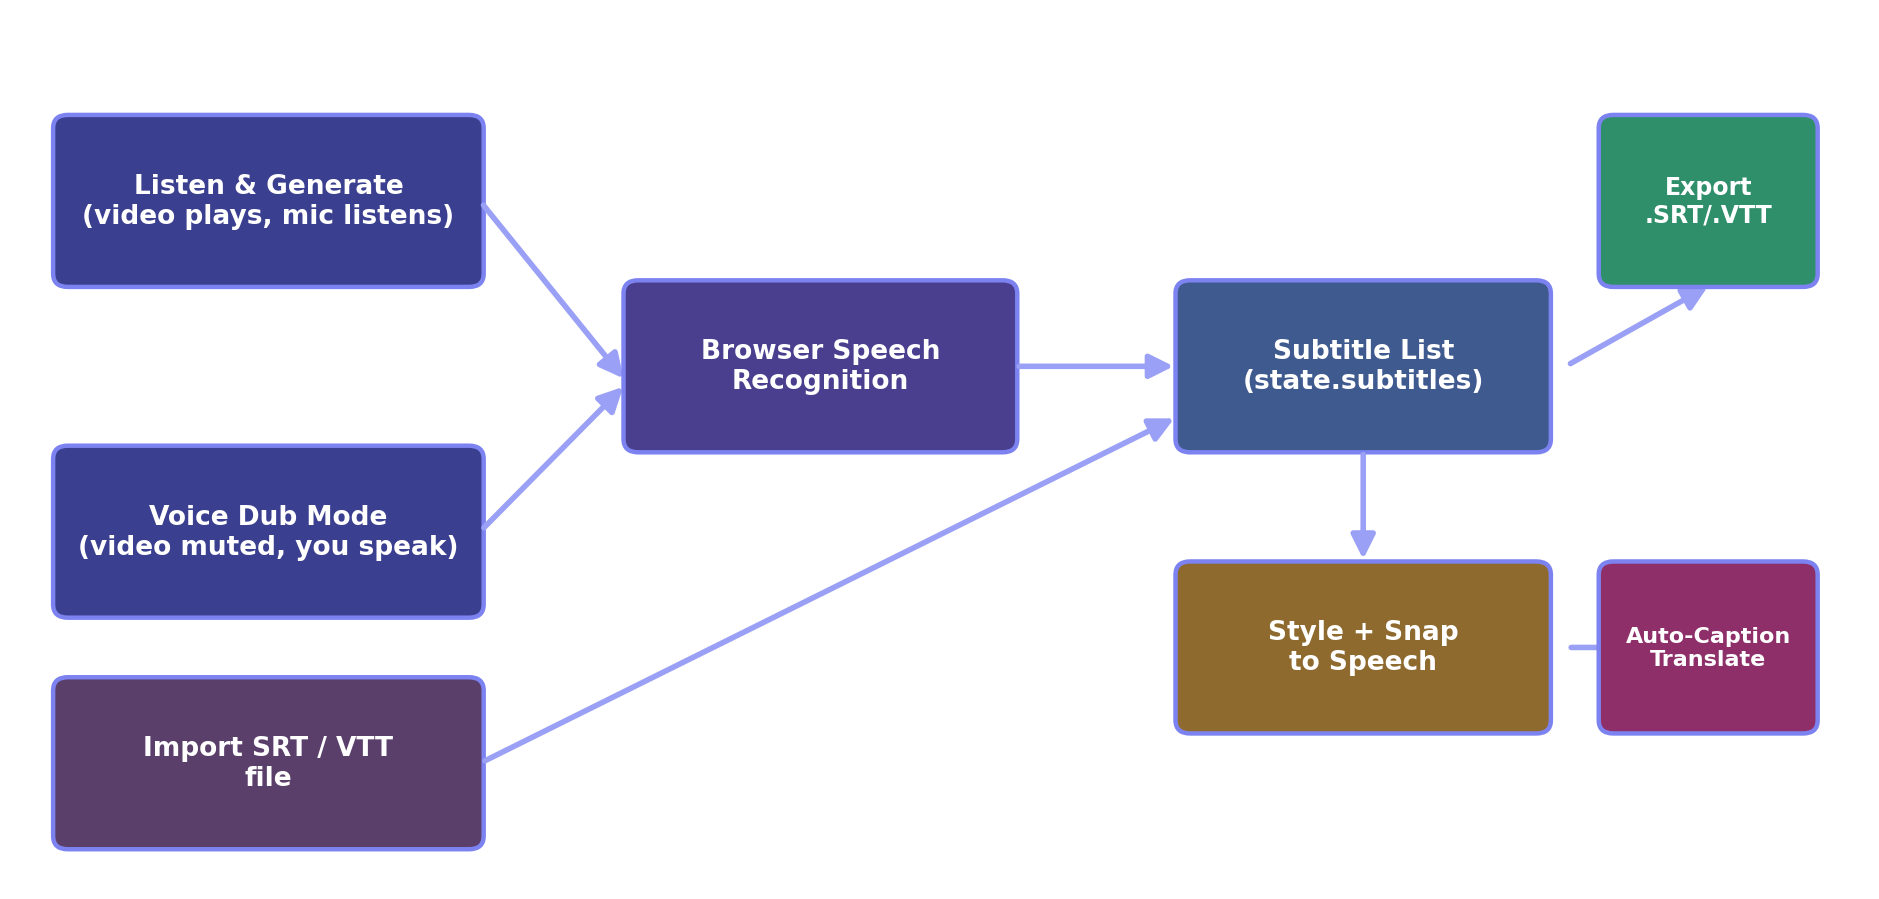 Listen & Generate
(video plays, mic listens)
Export
.SRT/.VTT
Browser Speech
Recognition
Subtitle List
(state.subtitles)
Voice Dub Mode
(video muted, you speak)
Style + Snap
to Speech
Auto-Caption
Translate
Import SRT / VTT
file